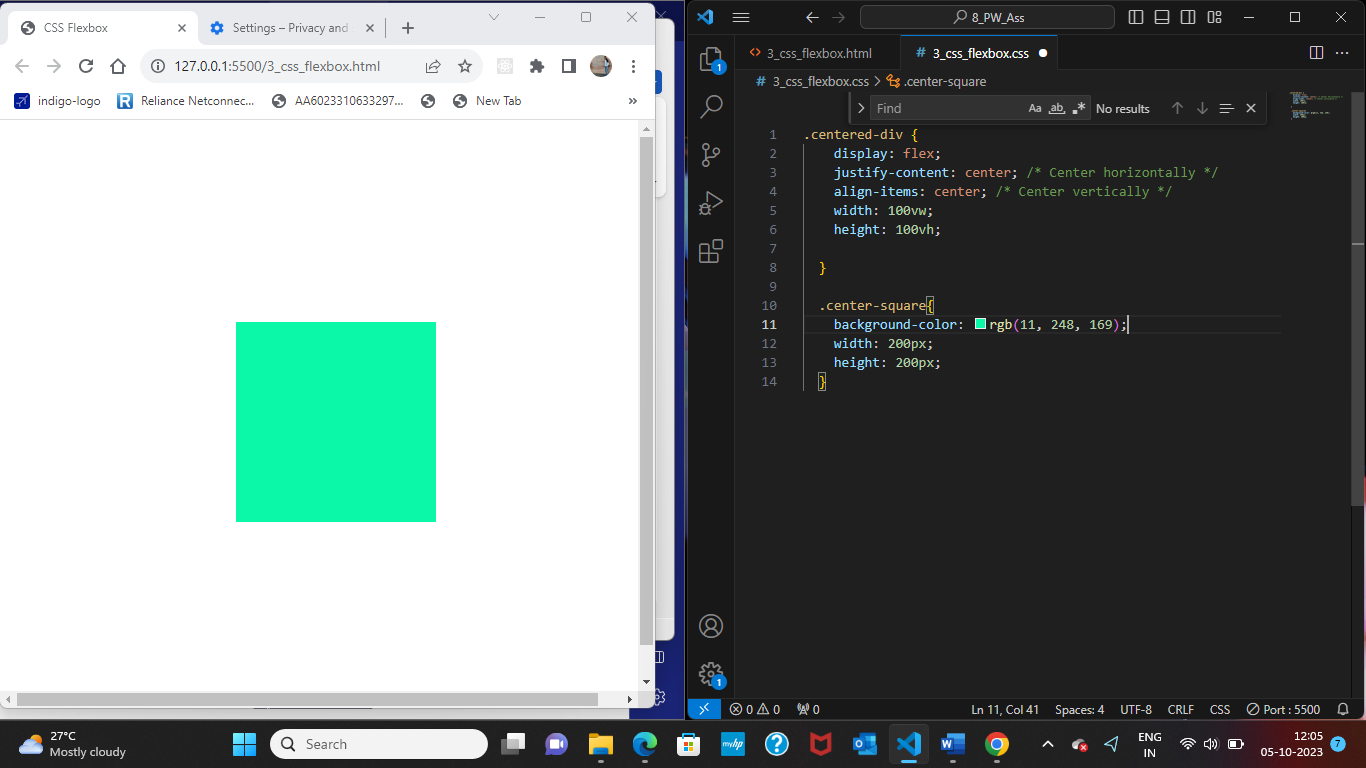 CSS Flexbox
Settings – Privacy and
127.0.0.1:5500/3_css_flexbox.html
indigo-logo
Reliance Netconnec...
AA6023310633297...
New Tab
»
8_PW_Ass
3_css_flexbox.html
3_css_flexbox.css
3_css_flexbox.css > .center-square
Find
Aa
ab
No results
1 .centered-div {
2 display: flex;
3 justify-content: center; /* Center horizontally */
4 align-items: center; /* Center vertically */
5 width: 100vw;
6 height: 100vh;
7
8 }
9
10 .center-square{
11 background-color: rgb(11, 248, 169);
12 width: 200px;
13 height: 200px;
14 }
1
1
0 0 0
Ln 11, Col 41
Spaces: 4
UTF-8
CRLF
CSS
Port : 5500
27°C
Mostly cloudy
Search
myhp
ENG
IN
12:05
05-10-2023
7